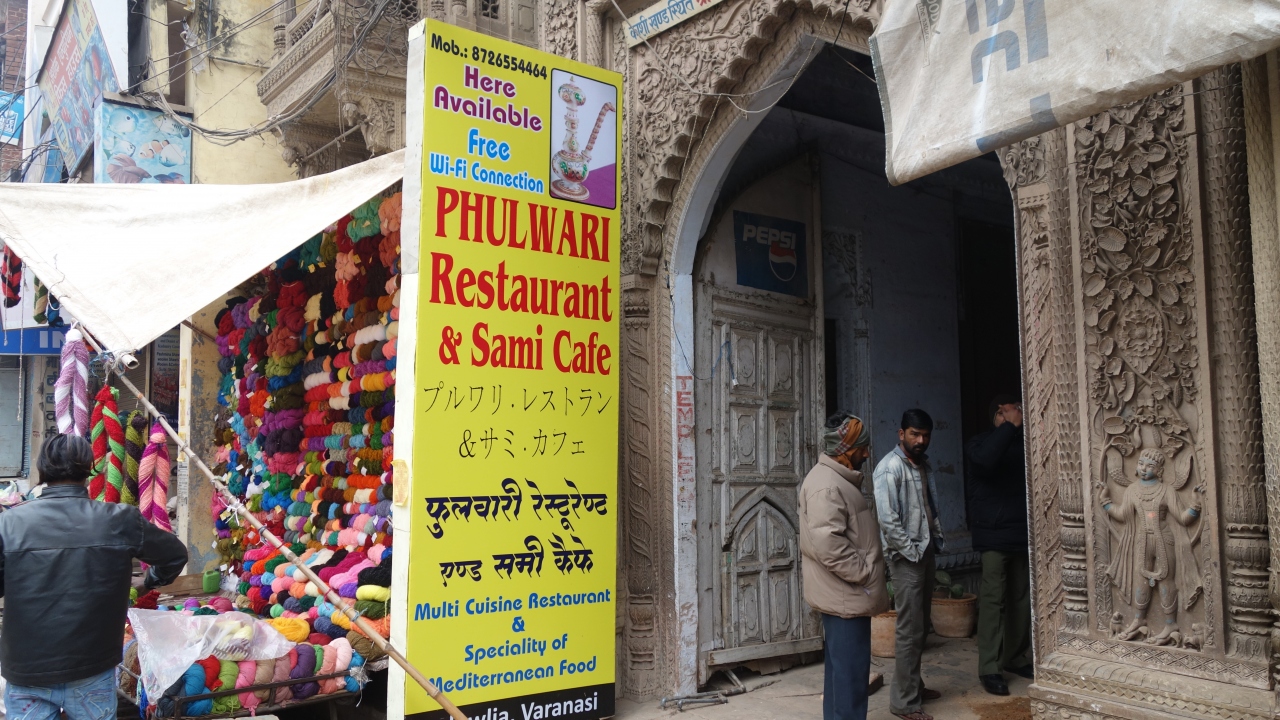 काशी खण्ड स्थित
Mob.: 8726554464
Here
Available
Free
Wi-Fi Connection
PHULWARI
Restaurant
& Sami Cafe
プルワリ.レストラン
&サミ.カフェ
फुलवारी रेस्टूरेण्ट
एण्ड समी कैफे
Multi Cuisine Restaurant
&
Speciality of
Mediterranean Food
Varanasi
PEPSI
TEMPLE